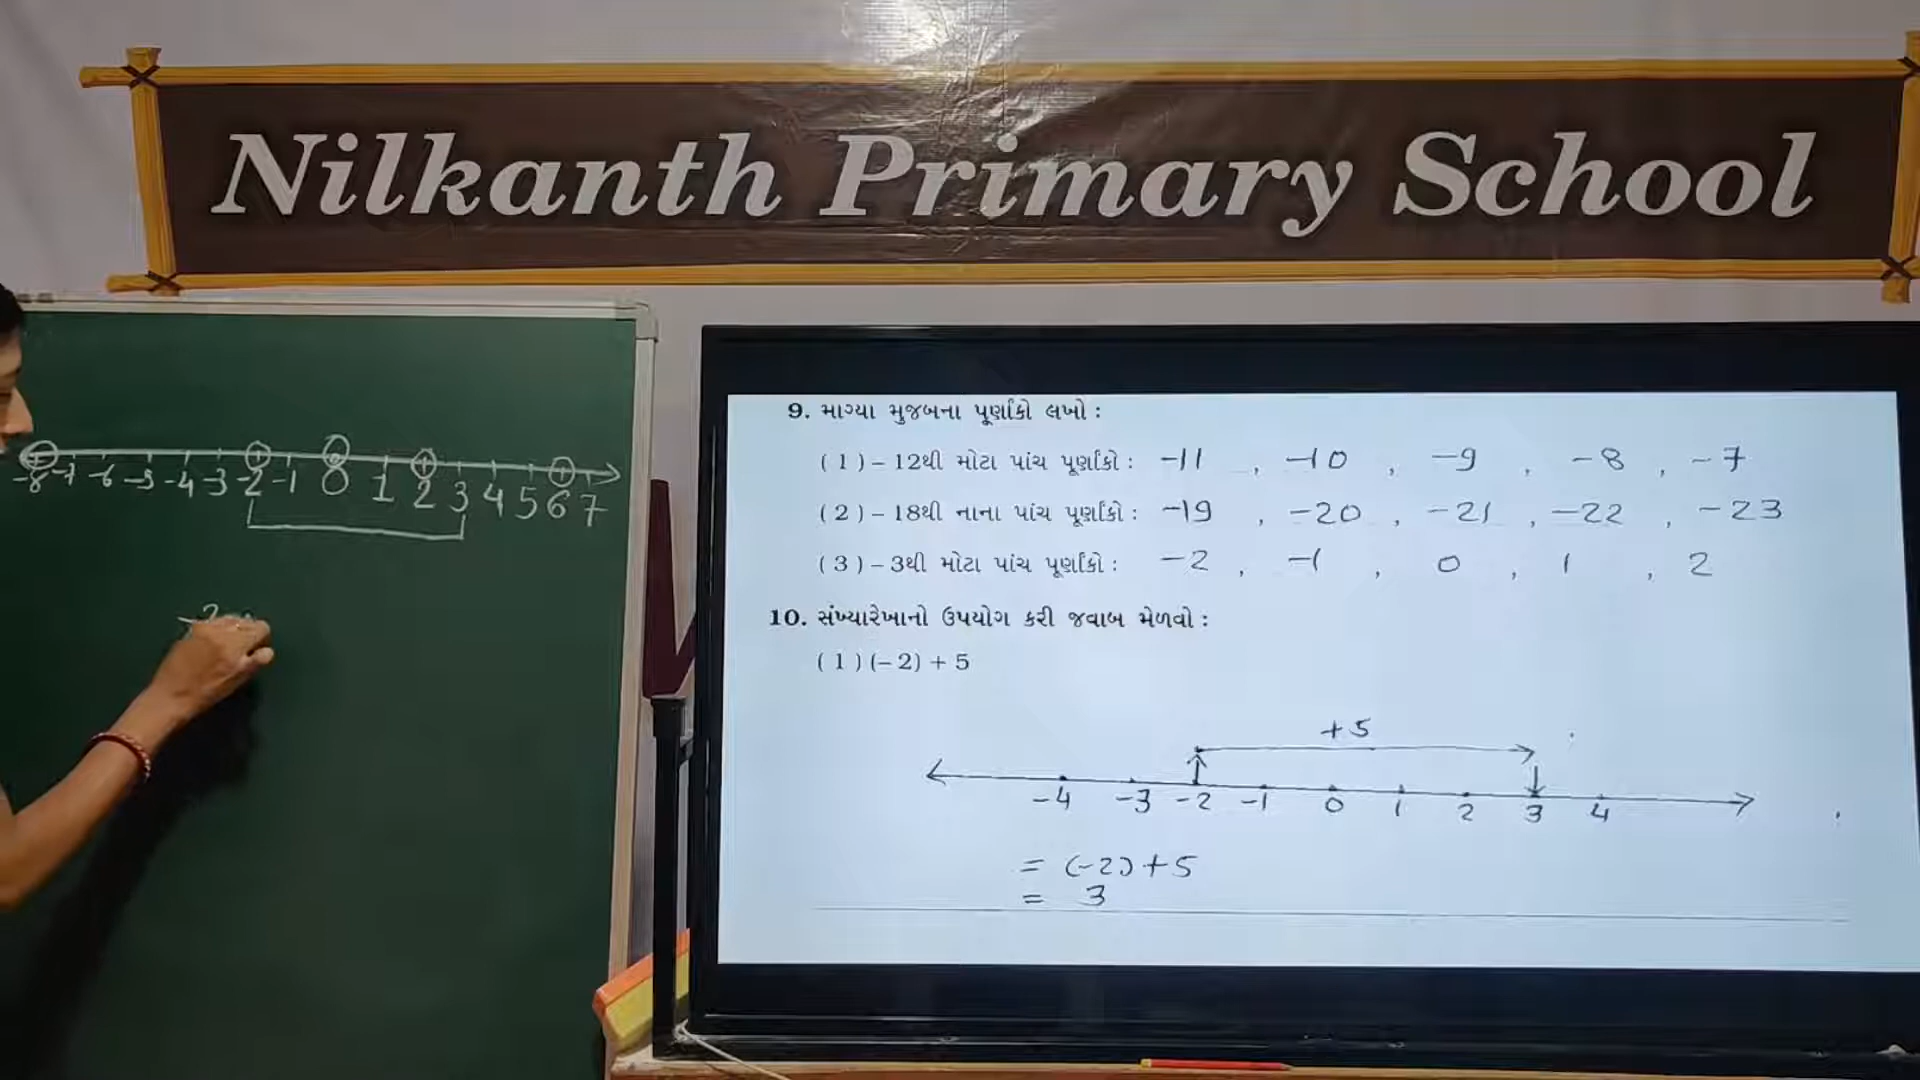 Nilkanth Primary School
-8 -7 -6 -5 -4 -3 -2 -1 0 1 2 3 4 5 6 7
9. માગ્યા મુજબના પૂર્ણાંકો લખો :
( 1 ) – 12થી મોટા પાંચ પૂર્ણાંકો : -11 , -10 , -9 , -8 , -7
( 2 ) – 18થી નાના પાંચ પૂર્ણાંકો : -19 , -20 , -21 , -22 , -23
( 3 ) – 3થી મોટા પાંચ પૂર્ણાંકો : -2 , -1 , 0 , 1 , 2
10. સંખ્યારેખાનો ઉપયોગ કરી જવાબ મેળવો :
( 1 ) (– 2) + 5
+5
-4 -3 -2 -1 0 1 2 3 4
= (-2) + 5
= 3